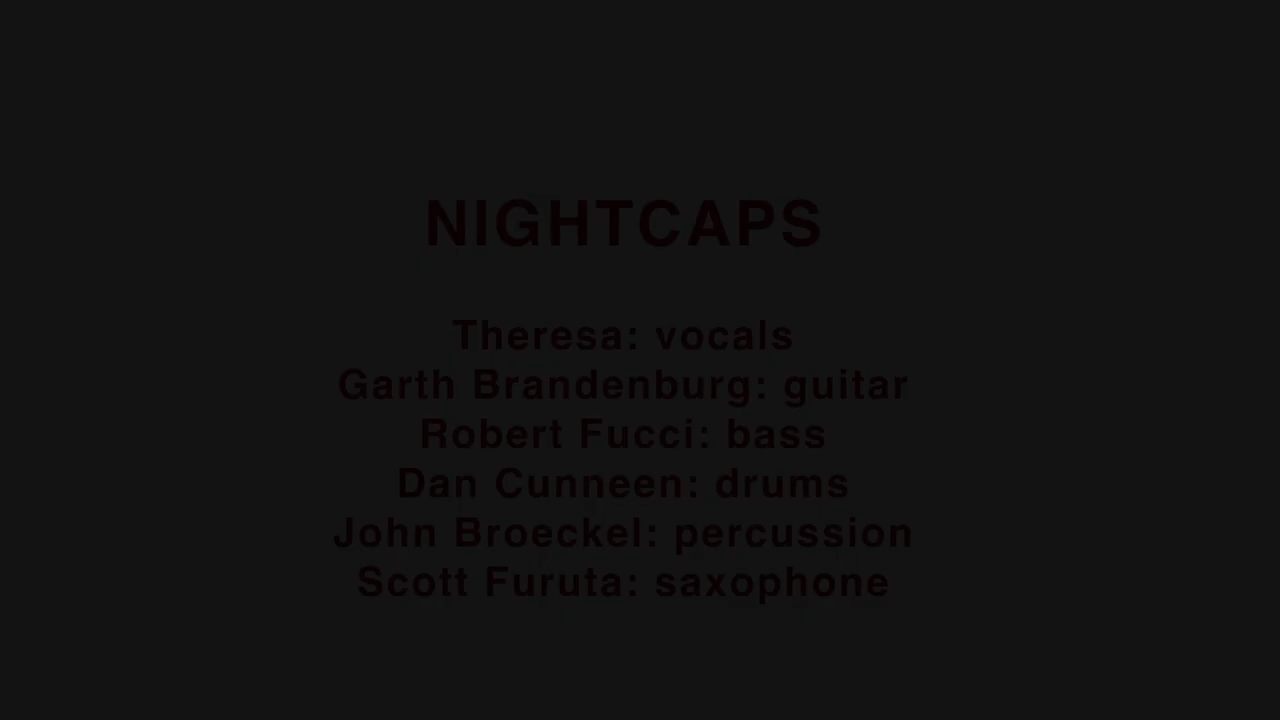 NIGHTCAPS
Theresa: vocals
Garth Brandenburg: guitar
Robert Fucci: bass
Dan Cunneen: drums
John Broeckel: percussion
Scott Furuta: saxophone